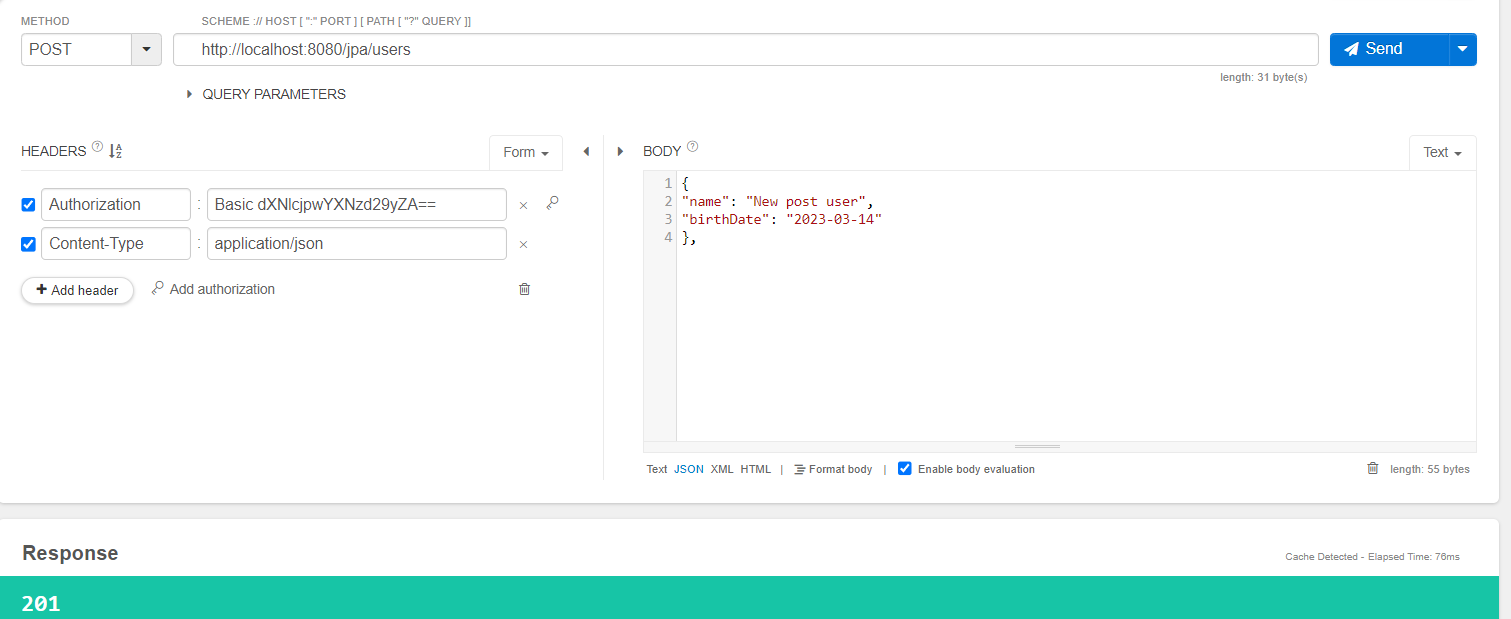 METHOD
SCHEME :// HOST [ ":" PORT ] [ PATH [ "?" QUERY ]]
POST
http://localhost:8080/jpa/users
Send
length: 31 byte(s)
QUERY PARAMETERS
HEADERS ? A Z
Form
BODY ?
Text
Authorization : Basic dXNlcjpwYXNzd29yZA== ×
Content-Type : application/json ×
+ Add header
Add authorization
1 {
2 "name": "New post user",
3 "birthDate": "2023-03-14"
4 },
Text JSON XML HTML | Format body | Enable body evaluation
length: 55 bytes
Response
Cache Detected - Elapsed Time: 76ms
201